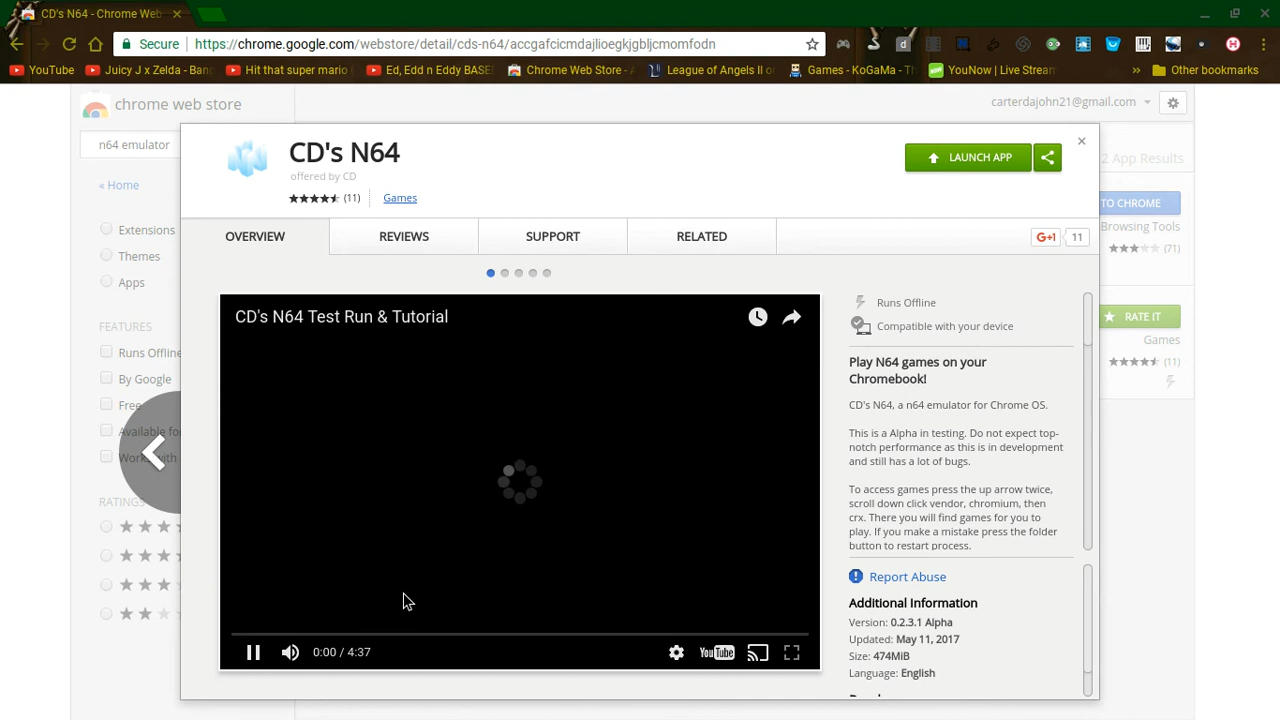 CD's N64 - Chrome Web
Secure
https://chrome.google.com/webstore/detail/cds-n64/accgafcicmdajlioegkjgbljcmomfodn
YouTube
Juicy J x Zelda - Ban
Hit that super mario
Ed, Edd n Eddy BASE
Chrome Web Store -
League of Angels II
Games - KoGaMa - Th
YouNow | Live Stream
»
Other bookmarks
chrome web store
carterdajohn21@gmail.com
n64 emulator
2 App Results
« Home
Extensions
Themes
Apps
FEATURES
Runs Offline
By Google
Free
Available fo
Works with
RATINGS
TO CHROME
Browsing Tools
(71)
RATE IT
Games
(11)
CD's N64
offered by CD
(11)
Games
LAUNCH APP
OVERVIEW
REVIEWS
SUPPORT
RELATED
G+1
11
CD's N64 Test Run & Tutorial
0:00 / 4:37
YouTube
Runs Offline
Compatible with your device
Play N64 games on your
Chromebook!
CD's N64, a n64 emulator for Chrome OS.
This is a Alpha in testing. Do not expect top-
notch performance as this is in development
and still has a lot of bugs.
To access games press the up arrow twice,
scroll down click vendor, chromium, then
crx. There you will find games for you to
play. If you make a mistake press the folder
button to restart process.
Report Abuse
Additional Information
Version: 0.2.3.1 Alpha
Updated: May 11, 2017
Size: 474MiB
Language: English